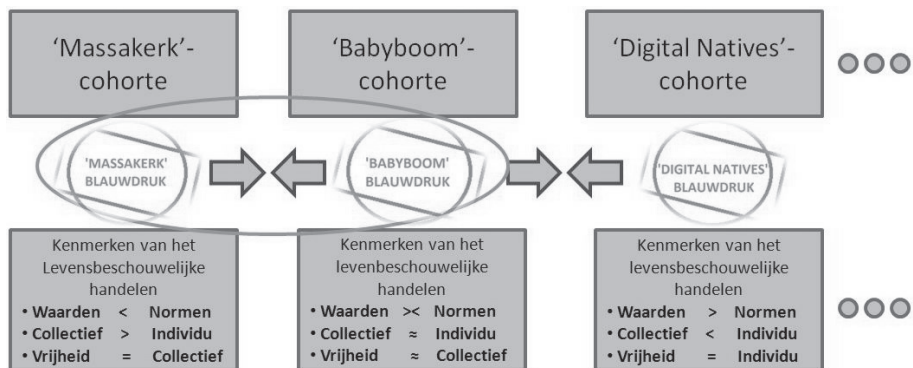 'Massakerk'-
cohorte
'Babyboom'-
cohorte
'Digital Natives'-
cohorte
'MASSAKERK'
BLAUWDRUK
'BABYBOOM'
BLAUWDRUK
'DIGITAL NATIVES'
BLAUWDRUK
Kenmerken van het
Levensbeschouwelijke
handelen
• Waarden < Normen
• Collectief > Individu
• Vrijheid = Collectief
Kenmerken van het
levenbeschouwelijke
handelen
• Waarden >< Normen
• Collectief ≈ Individu
• Vrijheid ≈ Collectief
Kenmerken van het
levensbeschouwelijke
handelen
• Waarden > Normen
• Collectief < Individu
• Vrijheid = Individu